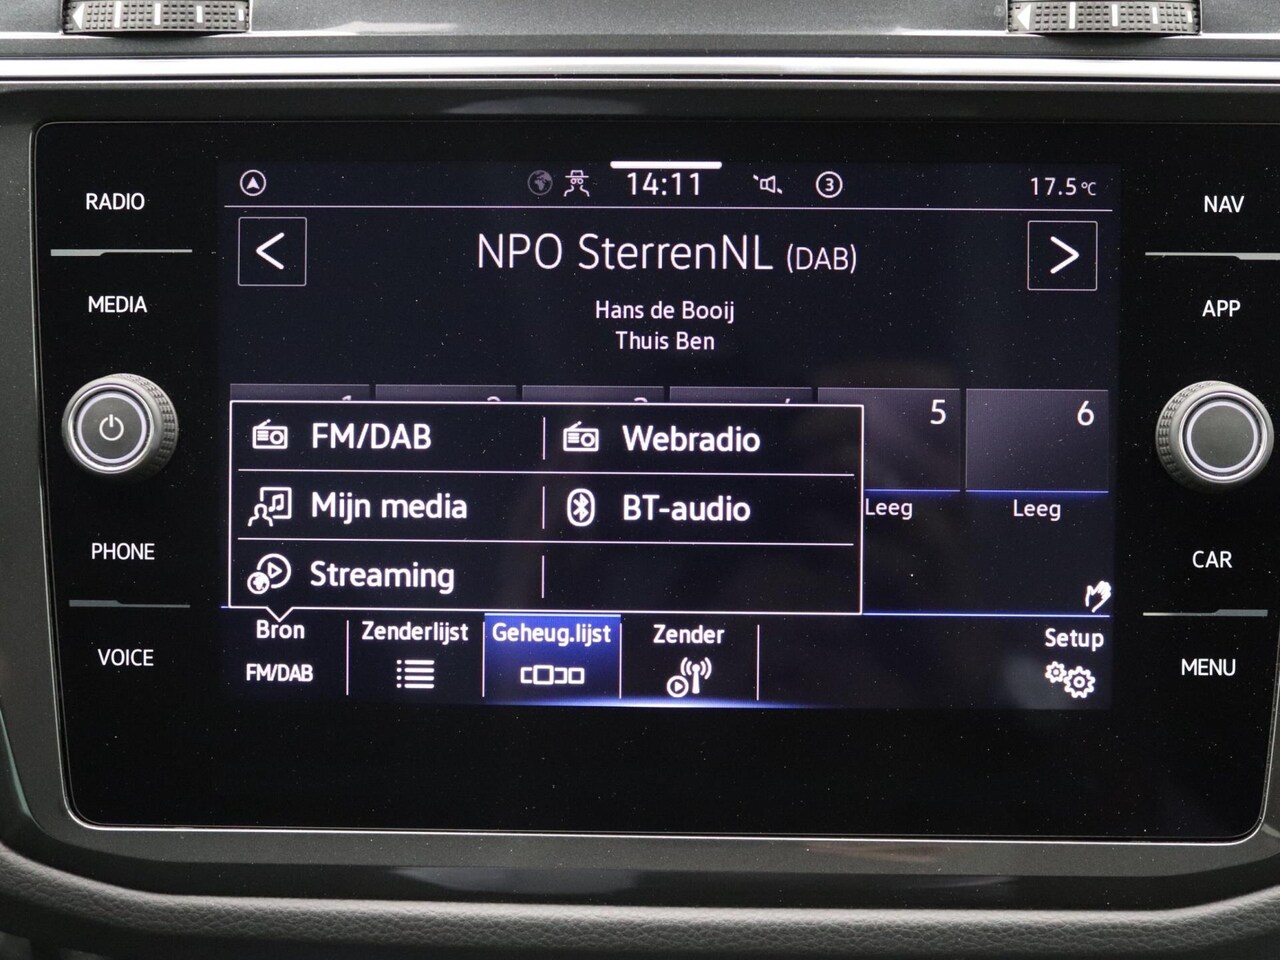 RADIO
MEDIA
PHONE
VOICE
14:11
3
17.5°C
NPO SterrenNL (DAB)
Hans de Booij
Thuis Ben
5
6
FM/DAB
Webradio
Mijn media
BT-audio
Streaming
Leeg
Leeg
Bron
FM/DAB
Zenderlijst
Geheug.lijst
Zender
Setup
NAV
APP
CAR
MENU